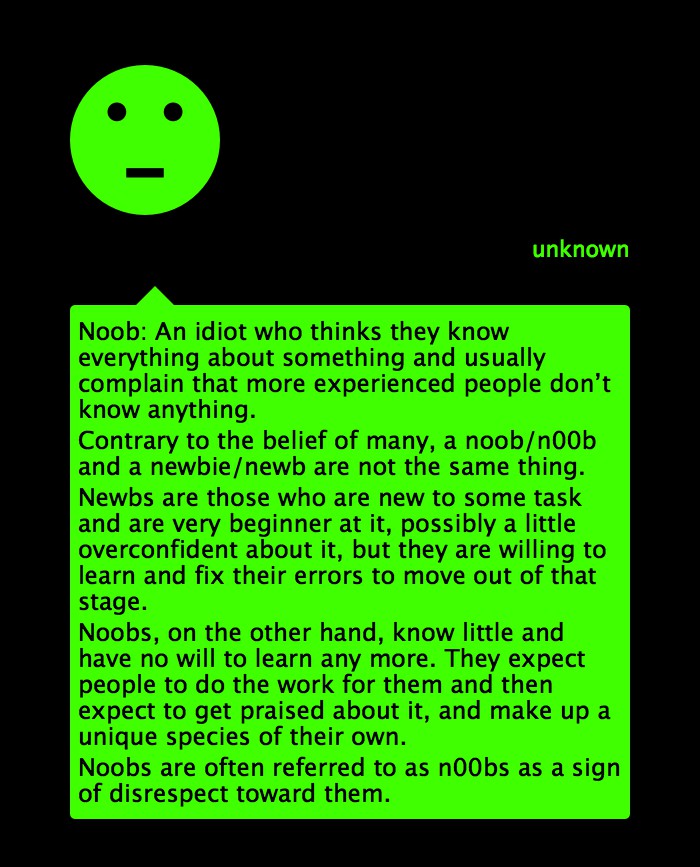 unknown
Noob: An idiot who thinks they know
everything about something and usually
complain that more experienced people don’t
know anything.
Contrary to the belief of many, a noob/n00b
and a newbie/newb are not the same thing.
Newbs are those who are new to some task
and are very beginner at it, possibly a little
overconfident about it, but they are willing to
learn and fix their errors to move out of that
stage.
Noobs, on the other hand, know little and
have no will to learn any more. They expect
people to do the work for them and then
expect to get praised about it, and make up a
unique species of their own.
Noobs are often referred to as n00bs as a sign
of disrespect toward them.